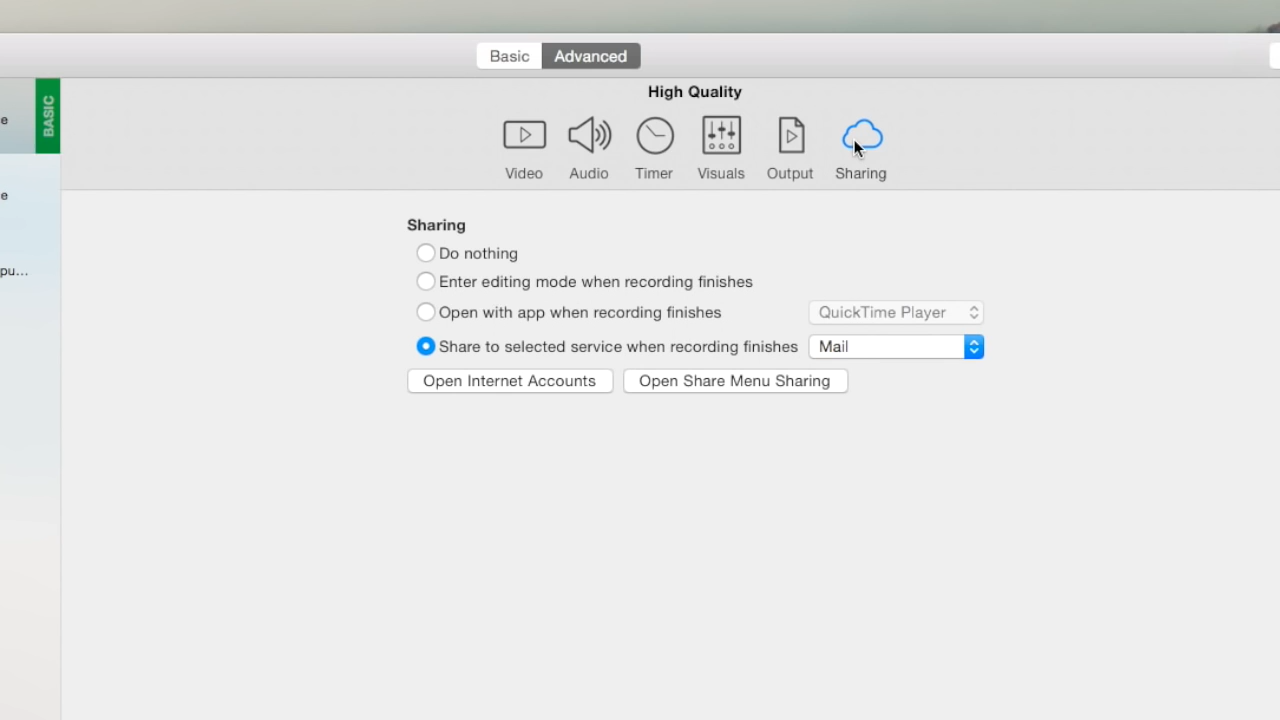 Basic Advanced
High Quality
BASIC
e
Video Audio Timer Visuals Output Sharing
e
Sharing
Do nothing
pu...
Enter editing mode when recording finishes
Open with app when recording finishes QuickTime Player
Share to selected service when recording finishes Mail
Open Internet Accounts Open Share Menu Sharing